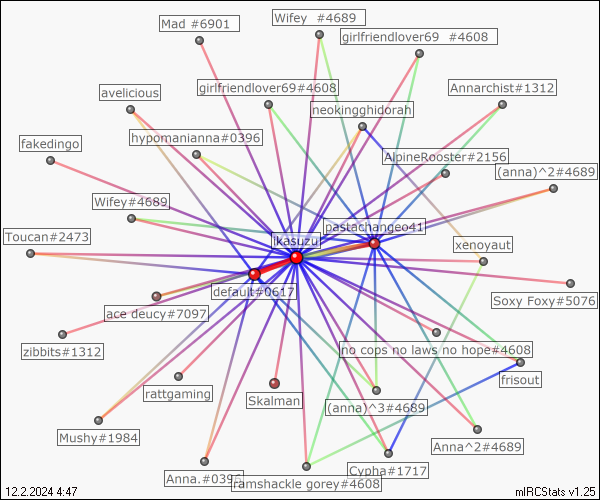 Mad #6901
Wifey  #4689
girlfriendlover69  #4608
avelicious
girlfriendlover69#4608
Annarchist#1312
neokingghidorah
fakedingo
hypomanianna#0396
AlpineRooster#2156
(anna)^2#4689
Wifey#4689
pastachangeo41
Toucan#2473
ikasuzu
xenoyaut
default#0617
Soxy Foxy#5076
ace deucy#7097
zibbits#1312
no cops no laws no hope#4608
frisout
rattgaming
Skalman
(anna)^3#4689
Mushy#1984
Anna^2#4689
Cypha#1717
Anna.#0396
ramshackle gorey#4608
12.2.2024 4:47
mIRCStats v1.25